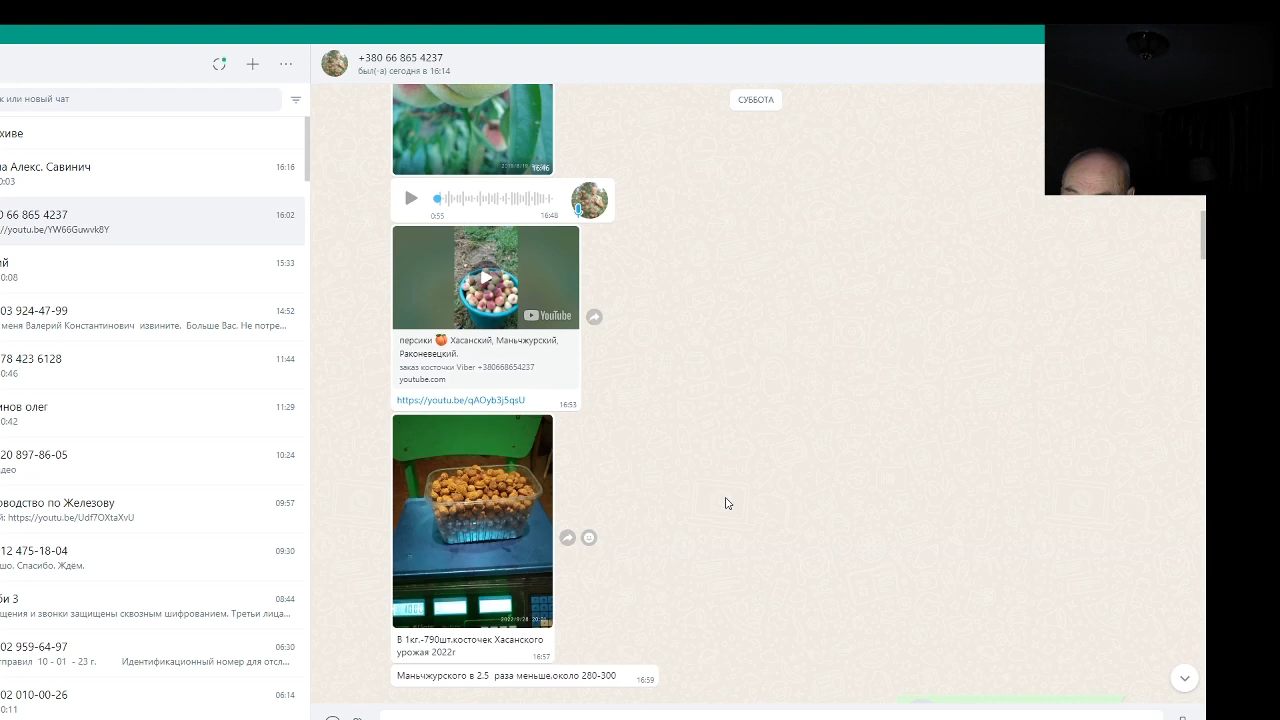 +380 66 865 4237
был(-а) сегодня в 16:14
к или новый чат
хиве
а Алекс. Савинич 16:16
0:03
0 66 865 4237 16:02
//youtu.be/YW66Guwvk8Y
ий 15:33
0:08
03 924-47-99 14:52
меня Валерий Константинович извините. Больше Вас. Не потре...
78 423 6128 11:44
0:46
инов олег 11:29
0:42
20 897-86-05 10:24
део
оводство по Железову 09:57
й: https://youtu.be/Udf7OXtaXvU
12 475-18-04 09:30
шо, Спасибо. Ждем.
би 3 08:44
щения и звонки защищены сквозным шифрованием. Третьи лица...
02 959-64-97 06:30
тправил 10 - 01 - 23 г. Идентификационный номер для отсл...
02 010-00-26 06:14
0:11
СУББОТА
16:46
0:55 16:48
YouTube
персики Хасанский, Маньчжурский,
Раконевецкий.
заказ косточки Viber +380668654237
youtube.com
https://youtu.be/qAOyb3j5qsU 16:53
В 1кг.-790шт.косточек Хасанского
урожая 2022г 16:57
Маньчжурского в 2.5 раза меньше.около 280-300 16:59